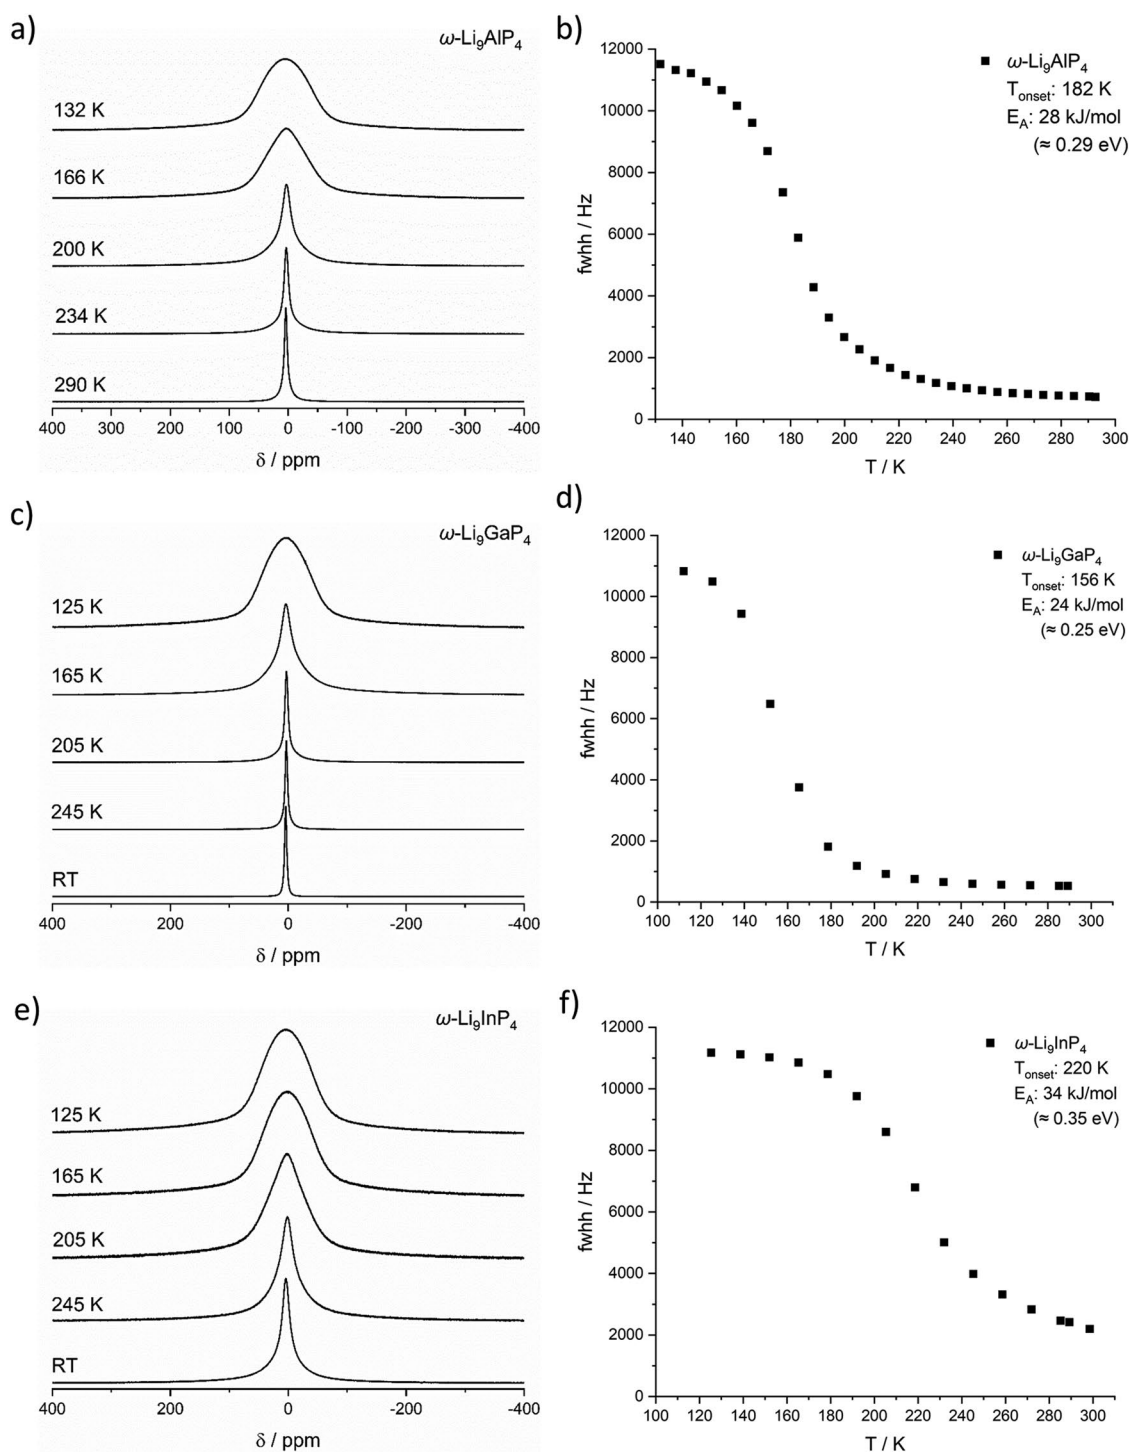 a)
ω-Li₉AlP₄
132 K
166 K
200 K
234 K
290 K
400 300 200 100 0 -100 -200 -300 -400
δ / ppm
b)
12000
10000
8000
6000
4000
2000
0
fwhh / Hz
ω-Li₉AlP₄
Tonset: 182 K
EA: 28 kJ/mol
(≈ 0.29 eV)
140 160 180 200 220 240 260 280 300
T / K
c)
ω-Li₉GaP₄
125 K
165 K
205 K
245 K
RT
400 200 0 -200 -400
δ / ppm
d)
12000
10000
8000
6000
4000
2000
0
fwhh / Hz
ω-Li₉GaP₄
Tonset: 156 K
EA: 24 kJ/mol
(≈ 0.25 eV)
100 120 140 160 180 200 220 240 260 280 300
T / K
e)
ω-Li₉InP₄
125 K
165 K
205 K
245 K
RT
400 200 0 -200 -400
δ / ppm
f)
12000
10000
8000
6000
4000
2000
0
fwhh / Hz
ω-Li₉InP₄
Tonset: 220 K
EA: 34 kJ/mol
(≈ 0.35 eV)
100 120 140 160 180 200 220 240 260 280 300
T / K